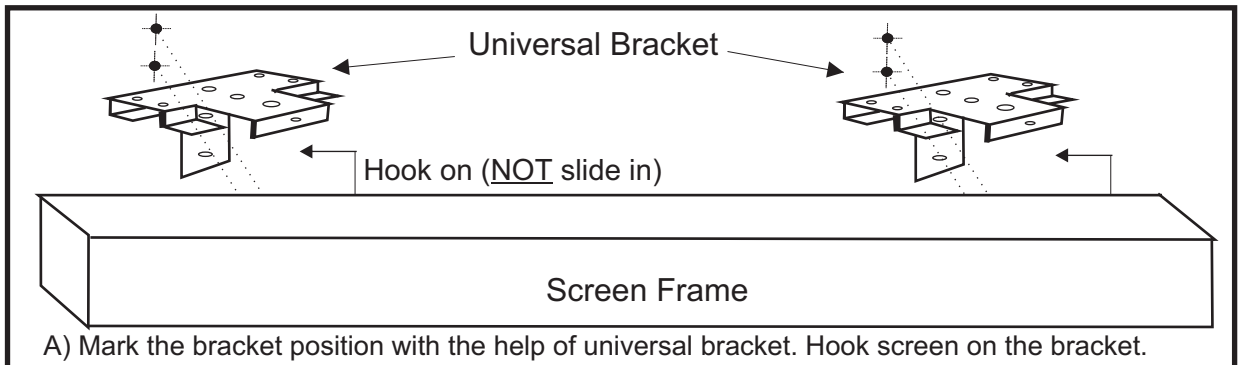 Universal Bracket
Hook on (NOT slide in)
Screen Frame
A) Mark the bracket position with the help of universal bracket. Hook screen on the bracket.